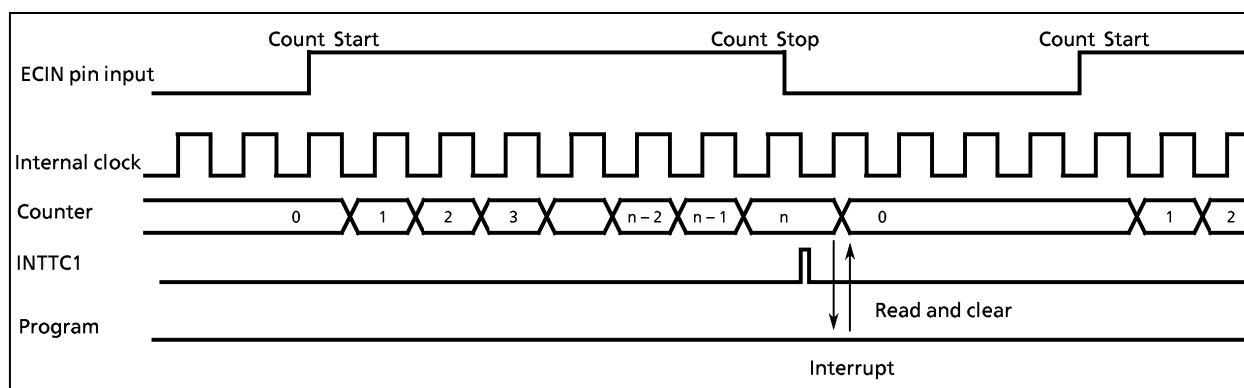 Count Start Count Stop Count Start
ECIN pin input
Internal clock
Counter 0 1 2 3 n – 2 n – 1 n 0 1 2
INTTC1
Read and clear
Program
Interrupt